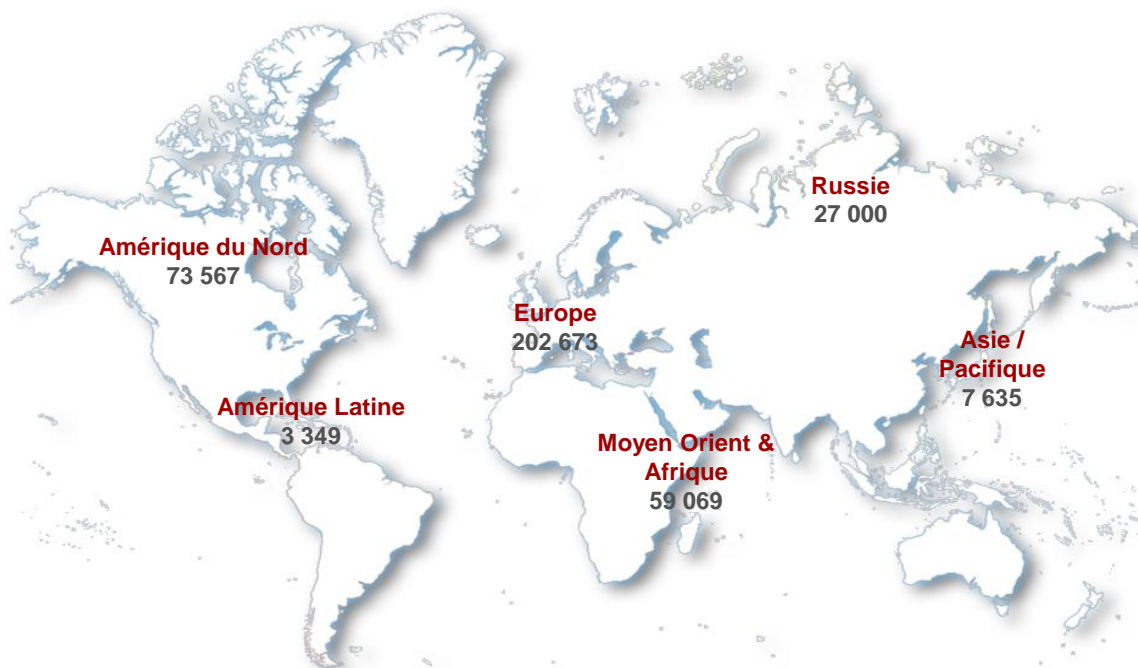 Russie
27 000
Amérique du Nord
73 567
Europe
202 673
Asie /
Pacifique
7 635
Amérique Latine
3 349
Moyen Orient &
Afrique
59 069